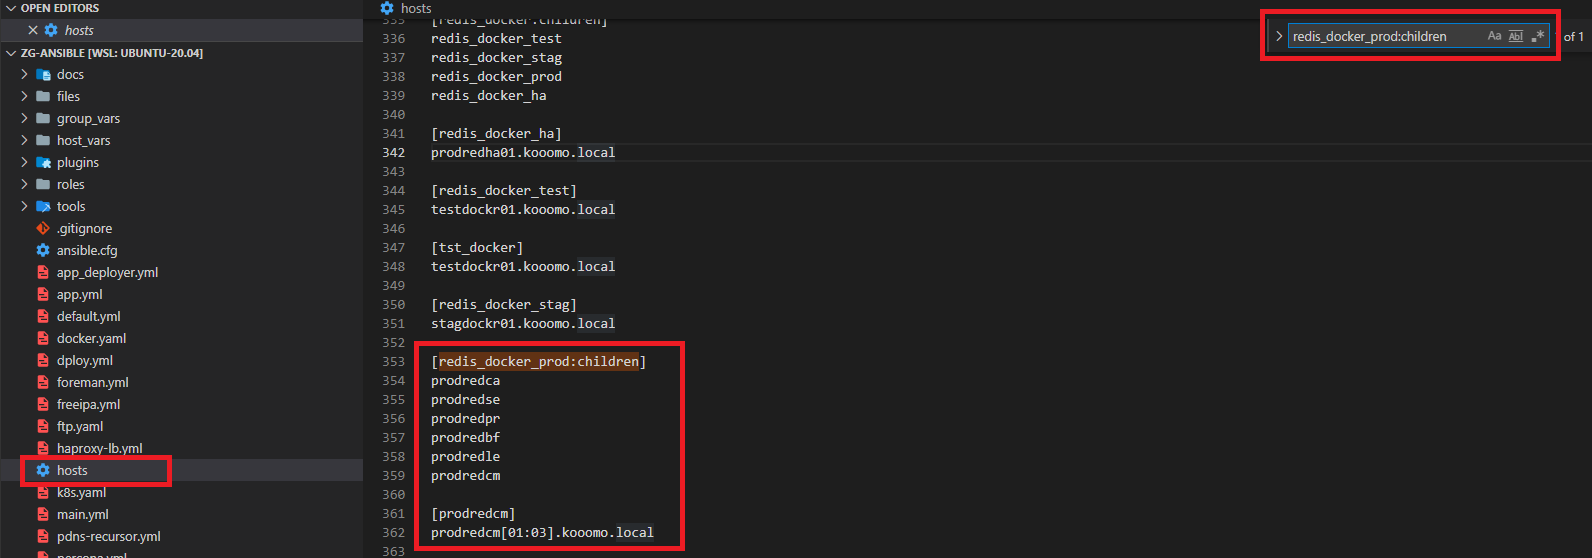 OPEN EDITORS
hosts
ZG-ANSIBLE [WSL: UBUNTU-20.04]
docs
files
group_vars
host_vars
plugins
roles
tools
.gitignore
ansible.cfg
app_deployer.yml
app.yml
default.yml
docker.yaml
dploy.yml
foreman.yml
freeipa.yml
ftp.yaml
haproxy-lb.yml
hosts
k8s.yaml
main.yml
pdns-recursor.yml
percona.yml
hosts
335 [redis_docker:children]
336 redis_docker_test
337 redis_docker_stag
338 redis_docker_prod
339 redis_docker_ha
340
341 [redis_docker_ha]
342 prodredha01.kooomo.local
343
344 [redis_docker_test]
345 testdockr01.kooomo.local
346
347 [tst_docker]
348 testdockr01.kooomo.local
349
350 [redis_docker_stag]
351 stagdockr01.kooomo.local
352
353 [redis_docker_prod:children]
354 prodredca
355 prodredse
356 prodredpr
357 prodredbf
358 prodredle
359 prodredcm
360
361 [prodredcm]
362 prodredcm[01:03].kooomo.local
363
redis_docker_prod:children Aa Abl .* of 1